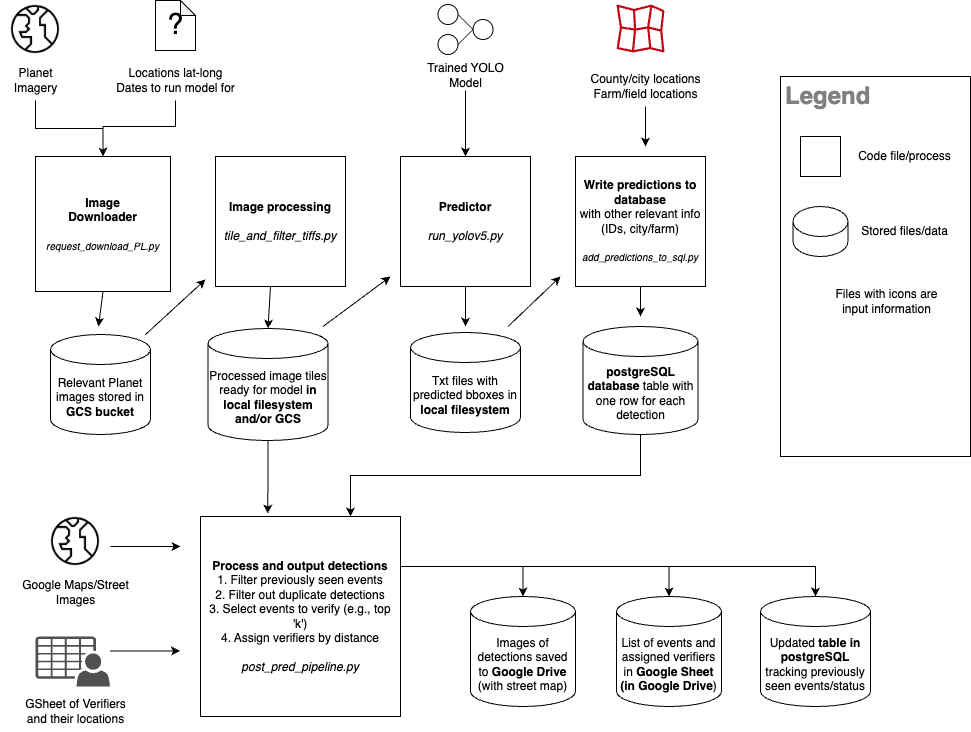 ?
Planet
Imagery
Locations lat-long
Dates to run model for
Trained YOLO
Model
County/city locations
Farm/field locations
Legend
Code file/process
Stored files/data
Files with icons are
input information
Image
Downloader
request_download_PL.py
Image processing
tile_and_filter_tiffs.py
Predictor
run_yolov5.py
Write predictions to
database
with other relevant info
(IDs, city/farm)
add_predictions_to_sql.py
Relevant Planet
images stored in
GCS bucket
Processed image tiles
ready for model in
local filesystem
and/or GCS
Txt files with
predicted bboxes in
local filesystem
postgreSQL
database table with
one row for each
detection
Google Maps/Street
Images
GSheet of Verifiers
and their locations
Process and output detections
1. Filter previously seen events
2. Filter out duplicate detections
3. Select events to verify (e.g., top
'k')
4. Assign verifiers by distance
post_pred_pipeline.py
Images of
detections saved
to Google Drive
(with street map)
List of events and
assigned verifiers
in Google Sheet
(in Google Drive)
Updated table in
postgreSQL
tracking previously
seen events/status